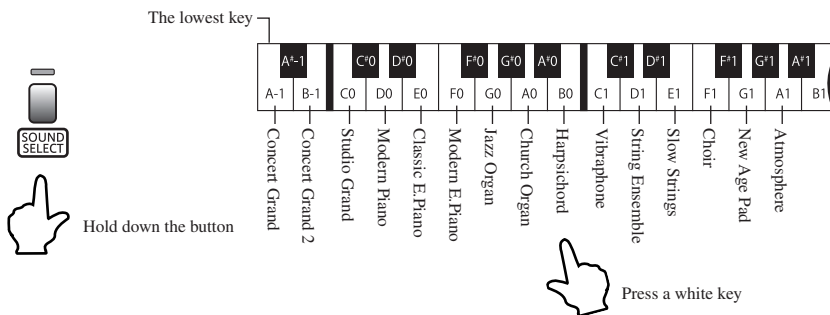 The lowest key
A#-1 C#0 D#0 F#0 G#0 A#0 C#1 D#1 F#1 G#1 A#1
A-1 B-1 C0 D0 E0 F0 G0 A0 B0 C1 D1 E1 F1 G1 A1 B1
SOUND
SELECT
Hold down the button
Concert Grand
Concert Grand 2
Studio Grand
Modern Piano
Classic E.Piano
Modern E.Piano
Jazz Organ
Church Organ
Harpsichord
Vibraphone
String Ensemble
Slow Strings
Choir
New Age Pad
Atmosphere
Press a white key